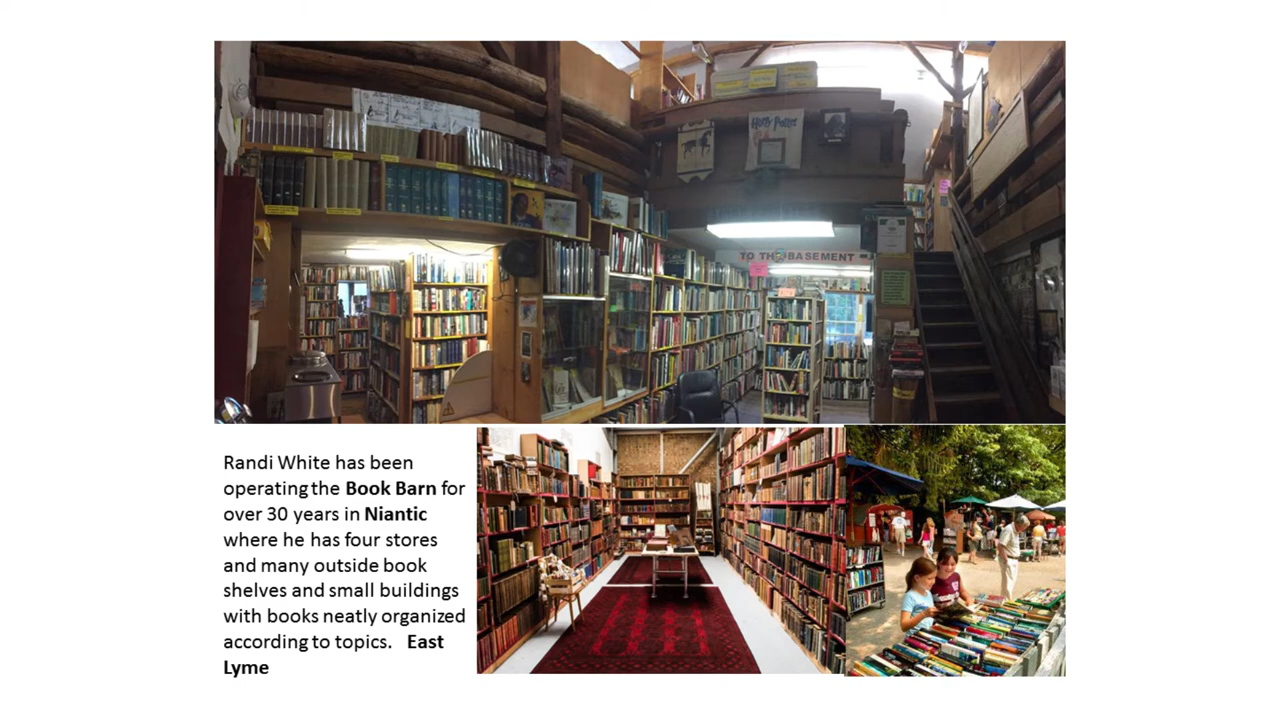 Harry Potter
TO THE BASEMENT
Randi White has been
operating the Book Barn for
over 30 years in Niantic
where he has four stores
and many outside book
shelves and small buildings
with books neatly organized
according to topics. East
Lyme